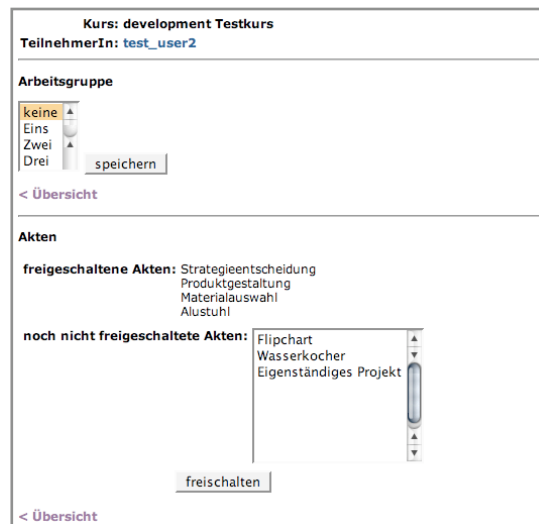 Kurs: development Testkurs
TeilnehmerIn: test_user2
Arbeitsgruppe
keine
Eins
Zwei
Drei
speichern
< Übersicht
Akten
freigeschaltene Akten: Strategieentscheidung
Produktgestaltung
Materialauswahl
Alustuhl
noch nicht freigeschaltete Akten:
Flipchart
Wasserkocher
Eigenständiges Projekt
freischalten
< Übersicht